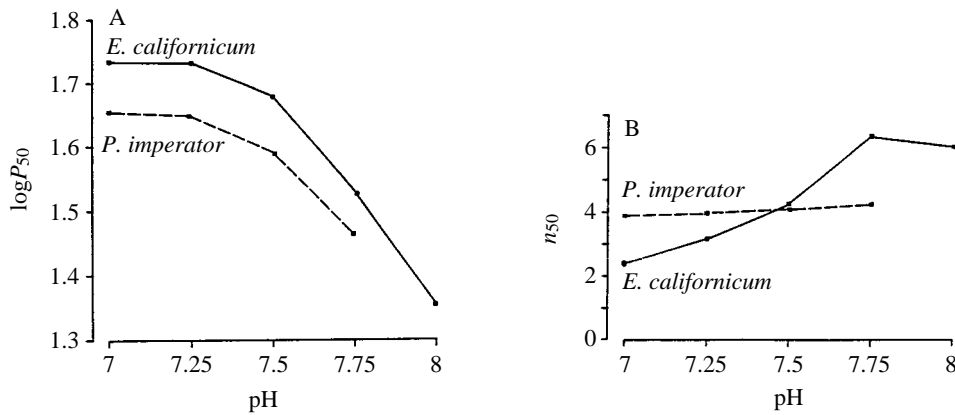 A
1.8
E. californicum
1.7
P. imperator
1.6
1.5
1.4
1.3
logP50
7 7.25 7.5 7.75 8
pH
B
6
P. imperator
4
2
E. californicum
0
n50
7 7.25 7.5 7.75 8
pH